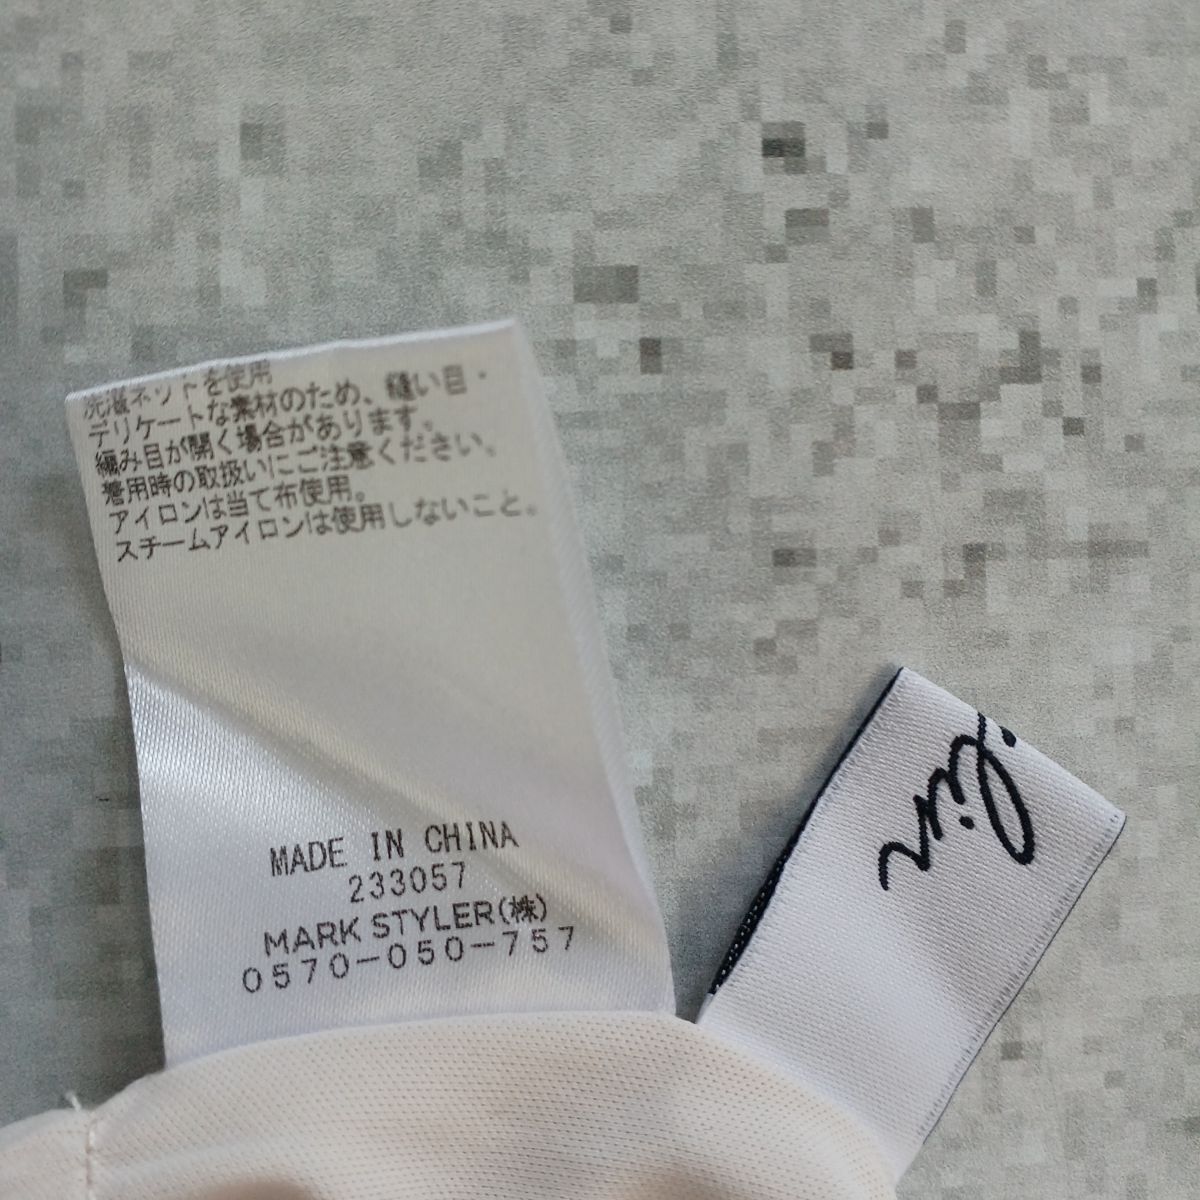 洗濯ネットを使用
デリケートな素材のため、縫い目・
編み目が開く場合があります。
着用時の取扱いにご注意ください。
アイロンは当て布使用。
スチームアイロンは使用しないこと。
MADE IN CHINA
233057
MARK STYLER(株)
0570-050-757